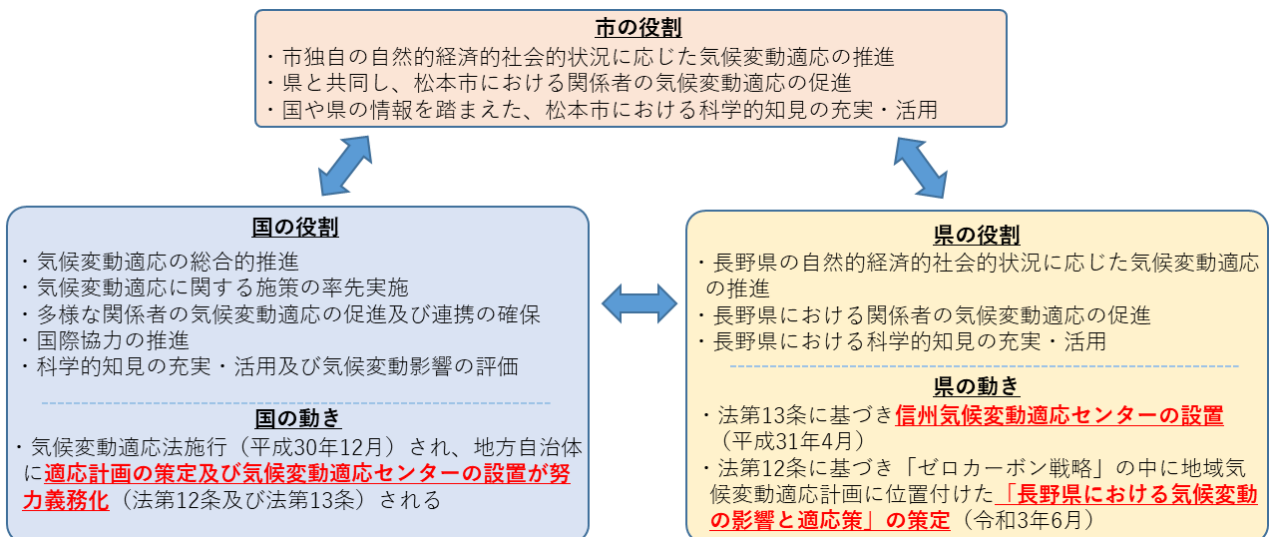 市の役割
・市独自の自然的経済的社会的状況に応じた気候変動適応の推進
・県と共同し、松本市における関係者の気候変動適応の促進
・国や県の情報を踏まえた、松本市における科学的知見の充実・活用
国の役割
・気候変動適応の総合的推進
・気候変動適応に関する施策の率先実施
・多様な関係者の気候変動適応の促進及び連携の確保
・国際協力の推進
・科学的知見の充実・活用及び気候変動影響の評価
国の動き
・気候変動適応法施行（平成30年12月）され、地方自治体
に適応計画の策定及び気候変動適応センターの設置が努
力義務化（法第12条及び法第13条）される
県の役割
・長野県の自然的経済的社会的状況に応じた気候変動適応
の推進
・長野県における関係者の気候変動適応の促進
・長野県における科学的知見の充実・活用
県の動き
・法第13条に基づき信州気候変動適応センターの設置
（平成31年4月）
・法第12条に基づき「ゼロカーボン戦略」の中に地域気
候変動適応計画に位置付けた「長野県における気候変動
の影響と適応策」の策定（令和3年6月）